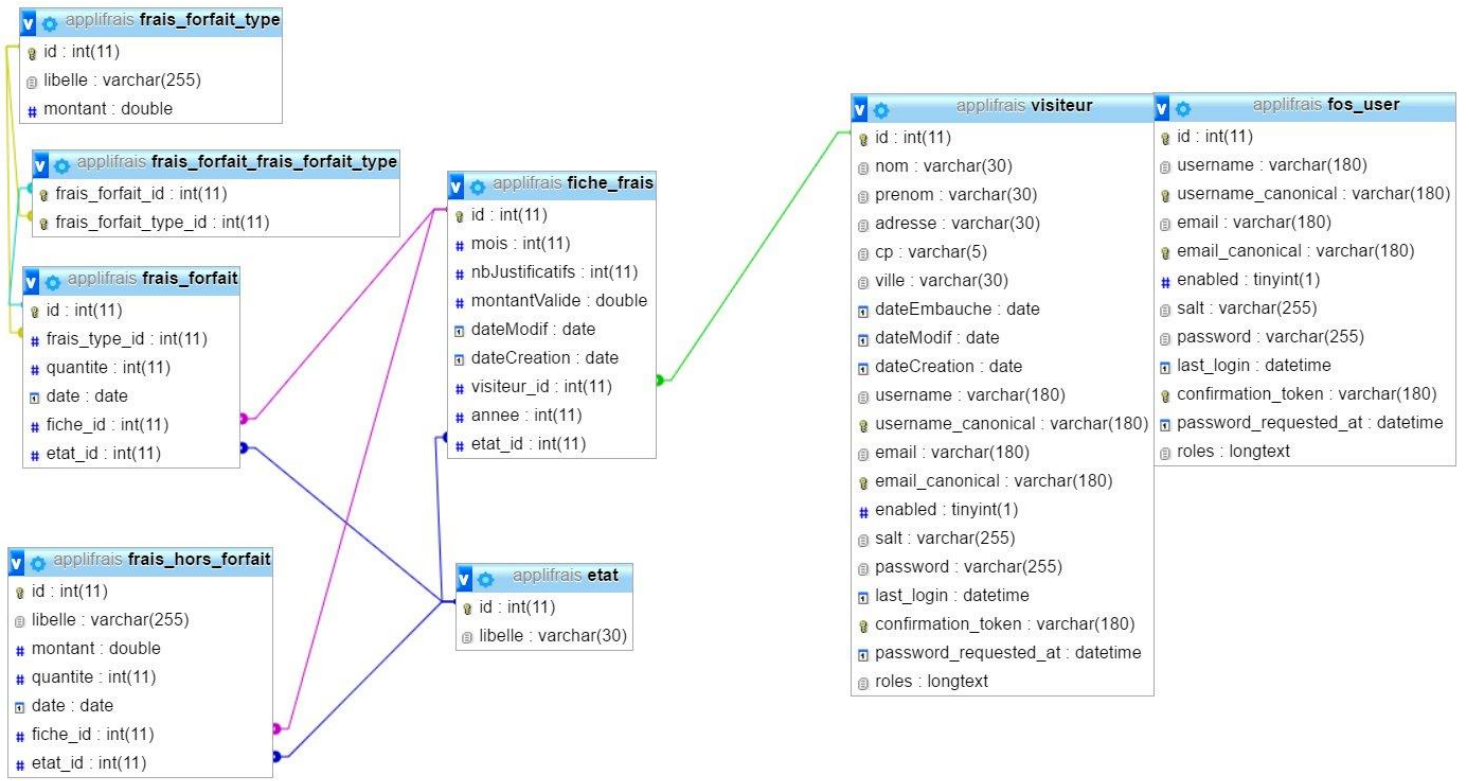 applifrais frais_forfait_type
id : int(11)
libelle : varchar(255)
montant : double
applifrais frais_forfait_frais_forfait_type
frais_forfait_id : int(11)
frais_forfait_type_id : int(11)
applifrais frais_forfait
id : int(11)
frais_type_id : int(11)
quantite : int(11)
date : date
fiche_id : int(11)
etat_id : int(11)
applifrais frais_hors_forfait
id : int(11)
libelle : varchar(255)
montant : double
quantite : int(11)
date : date
fiche_id : int(11)
etat_id : int(11)
applifrais fiche_frais
id : int(11)
mois : int(11)
nbJustificatifs : int(11)
montantValide : double
dateModif : date
dateCreation : date
visiteur_id : int(11)
annee : int(11)
etat_id : int(11)
applifrais etat
id : int(11)
libelle : varchar(30)
applifrais visiteur
id : int(11)
nom : varchar(30)
prenom : varchar(30)
adresse : varchar(30)
cp : varchar(5)
ville : varchar(30)
dateEmbauche : date
dateModif : date
dateCreation : date
username : varchar(180)
username_canonical : varchar(180)
email : varchar(180)
email_canonical : varchar(180)
enabled : tinyint(1)
salt : varchar(255)
password : varchar(255)
last_login : datetime
confirmation_token : varchar(180)
password_requested_at : datetime
roles : longtext
applifrais fos_user
id : int(11)
username : varchar(180)
username_canonical : varchar(180)
email : varchar(180)
email_canonical : varchar(180)
enabled : tinyint(1)
salt : varchar(255)
password : varchar(255)
last_login : datetime
confirmation_token : varchar(180)
password_requested_at : datetime
roles : longtext